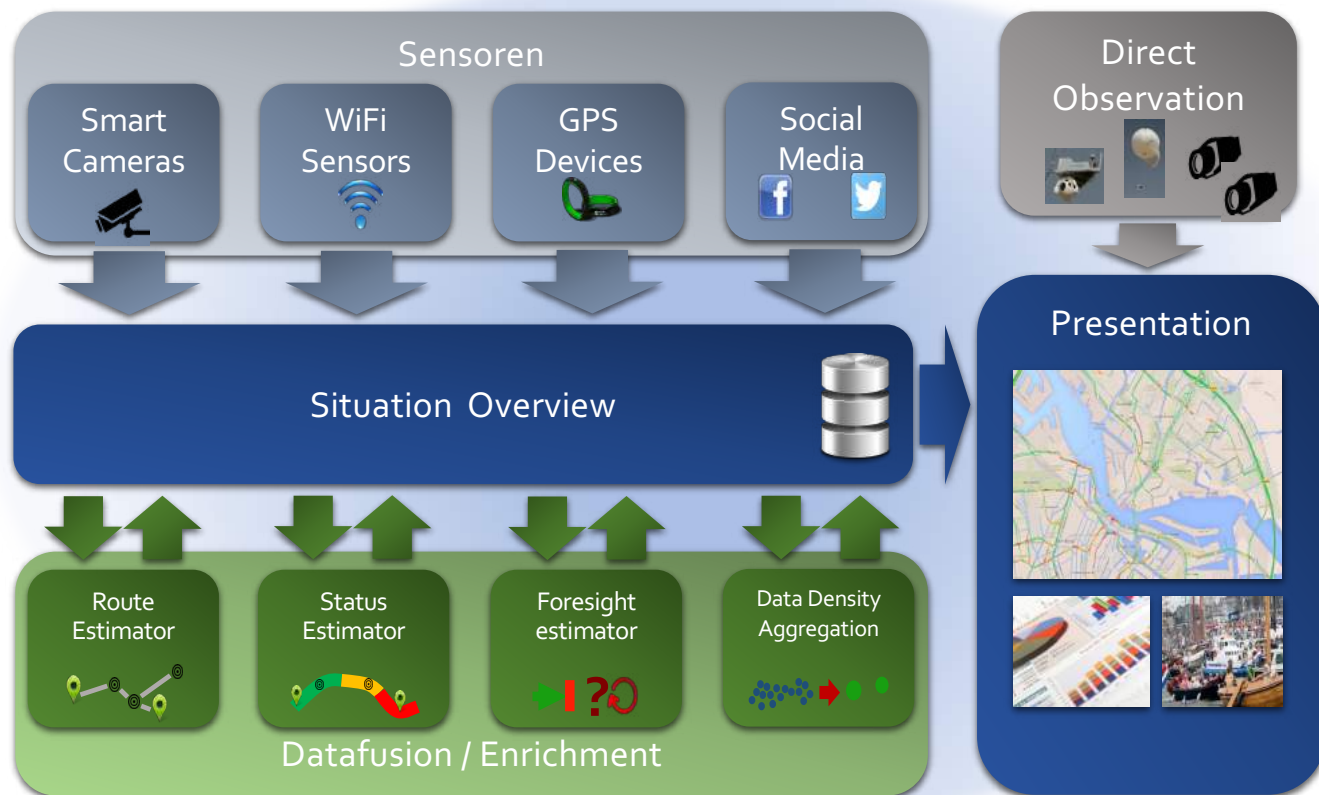 Sensoren
Smart
Cameras
WiFi
Sensors
GPS
Devices
Social
Media
Direct
Observation
Situation Overview
Presentation
Route
Estimator
Status
Estimator
Foresight
estimator
Data Density
Aggregation
Datafusion / Enrichment